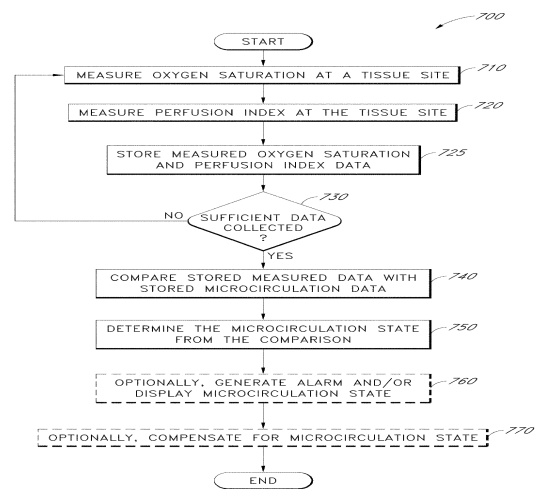 700
START
MEASURE OXYGEN SATURATION AT A TISSUE SITE
710
MEASURE PERFUSION INDEX AT THE TISSUE SITE
720
STORE MEASURED OXYGEN SATURATION
AND PERFUSION INDEX DATA
725
730
NO
SUFFICIENT DATA
COLLECTED
?
YES
COMPARE STORED MEASURED DATA WITH
STORED MICROCIRCULATION DATA
740
DETERMINE THE MICROCIRCULATION STATE
FROM THE COMPARISON
750
OPTIONALLY, GENERATE ALARM AND/OR
DISPLAY MICROCIRCULATION STATE
760
OPTIONALLY, COMPENSATE FOR MICROCIRCULATION STATE
770
END